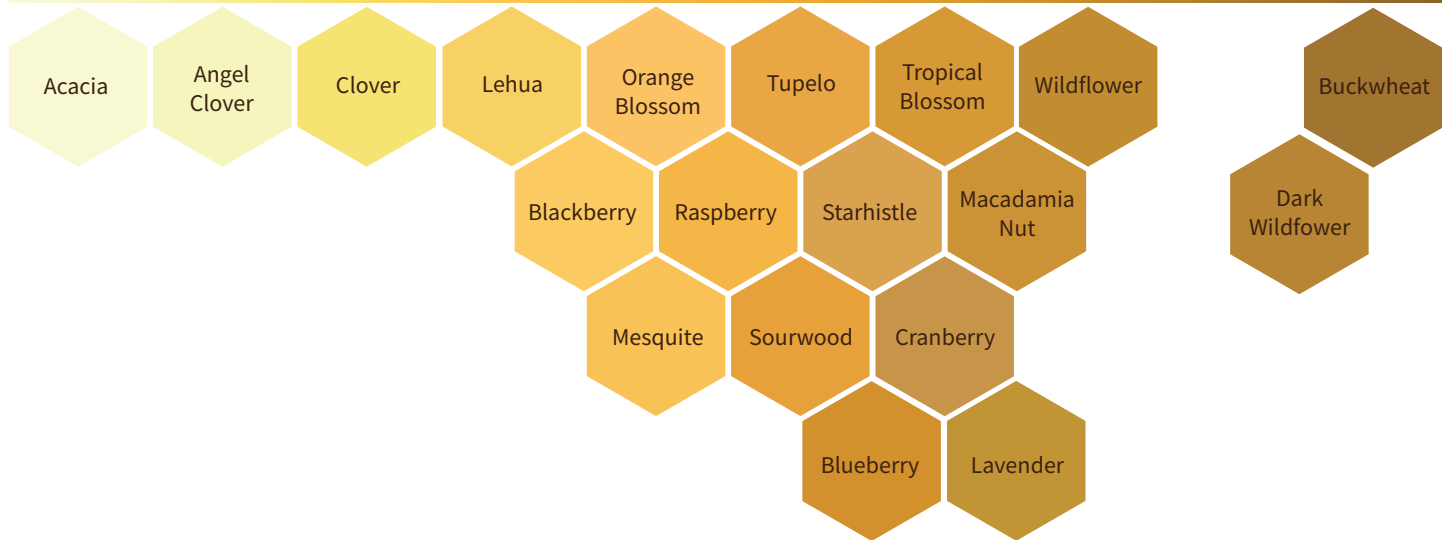 Acacia
Angel
Clover
Clover
Lehua
Orange
Blossom
Tupelo
Tropical
Blossom
Wildflower
Buckwheat
Blackberry
Raspberry
Starhistle
Macadamia
Nut
Dark
Wildfower
Mesquite
Sourwood
Cranberry
Blueberry
Lavender